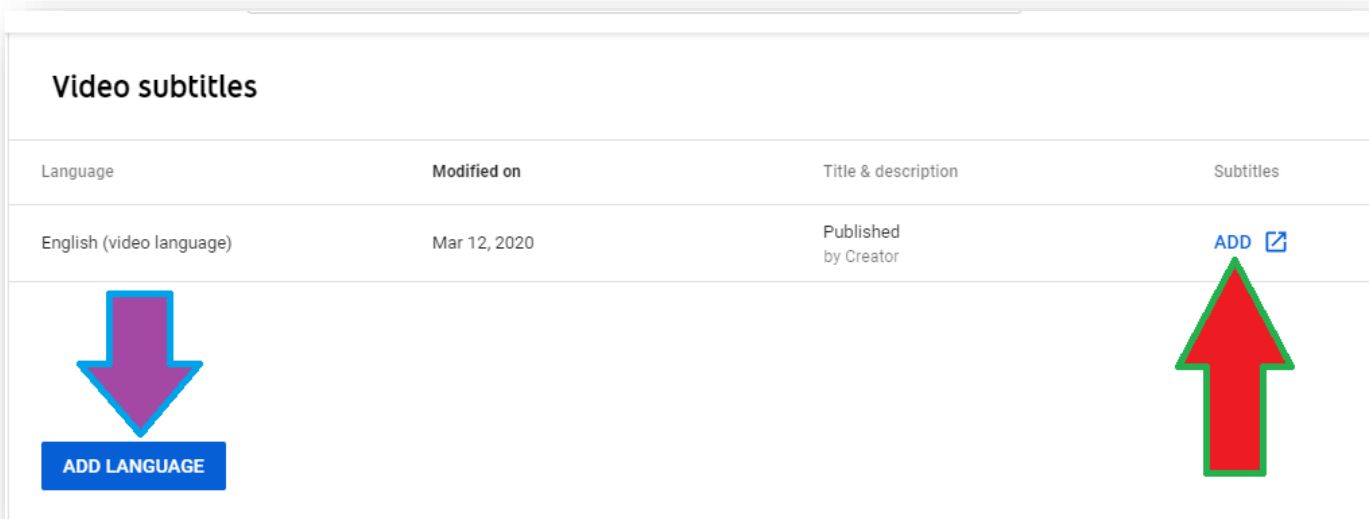 Video subtitles
Language Modified on Title & description Subtitles
English (video language) Mar 12, 2020 Published ADD
by Creator
ADD LANGUAGE